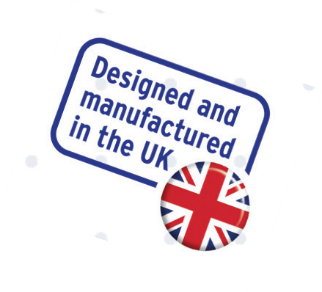 Designed and
manufactured
in the UK